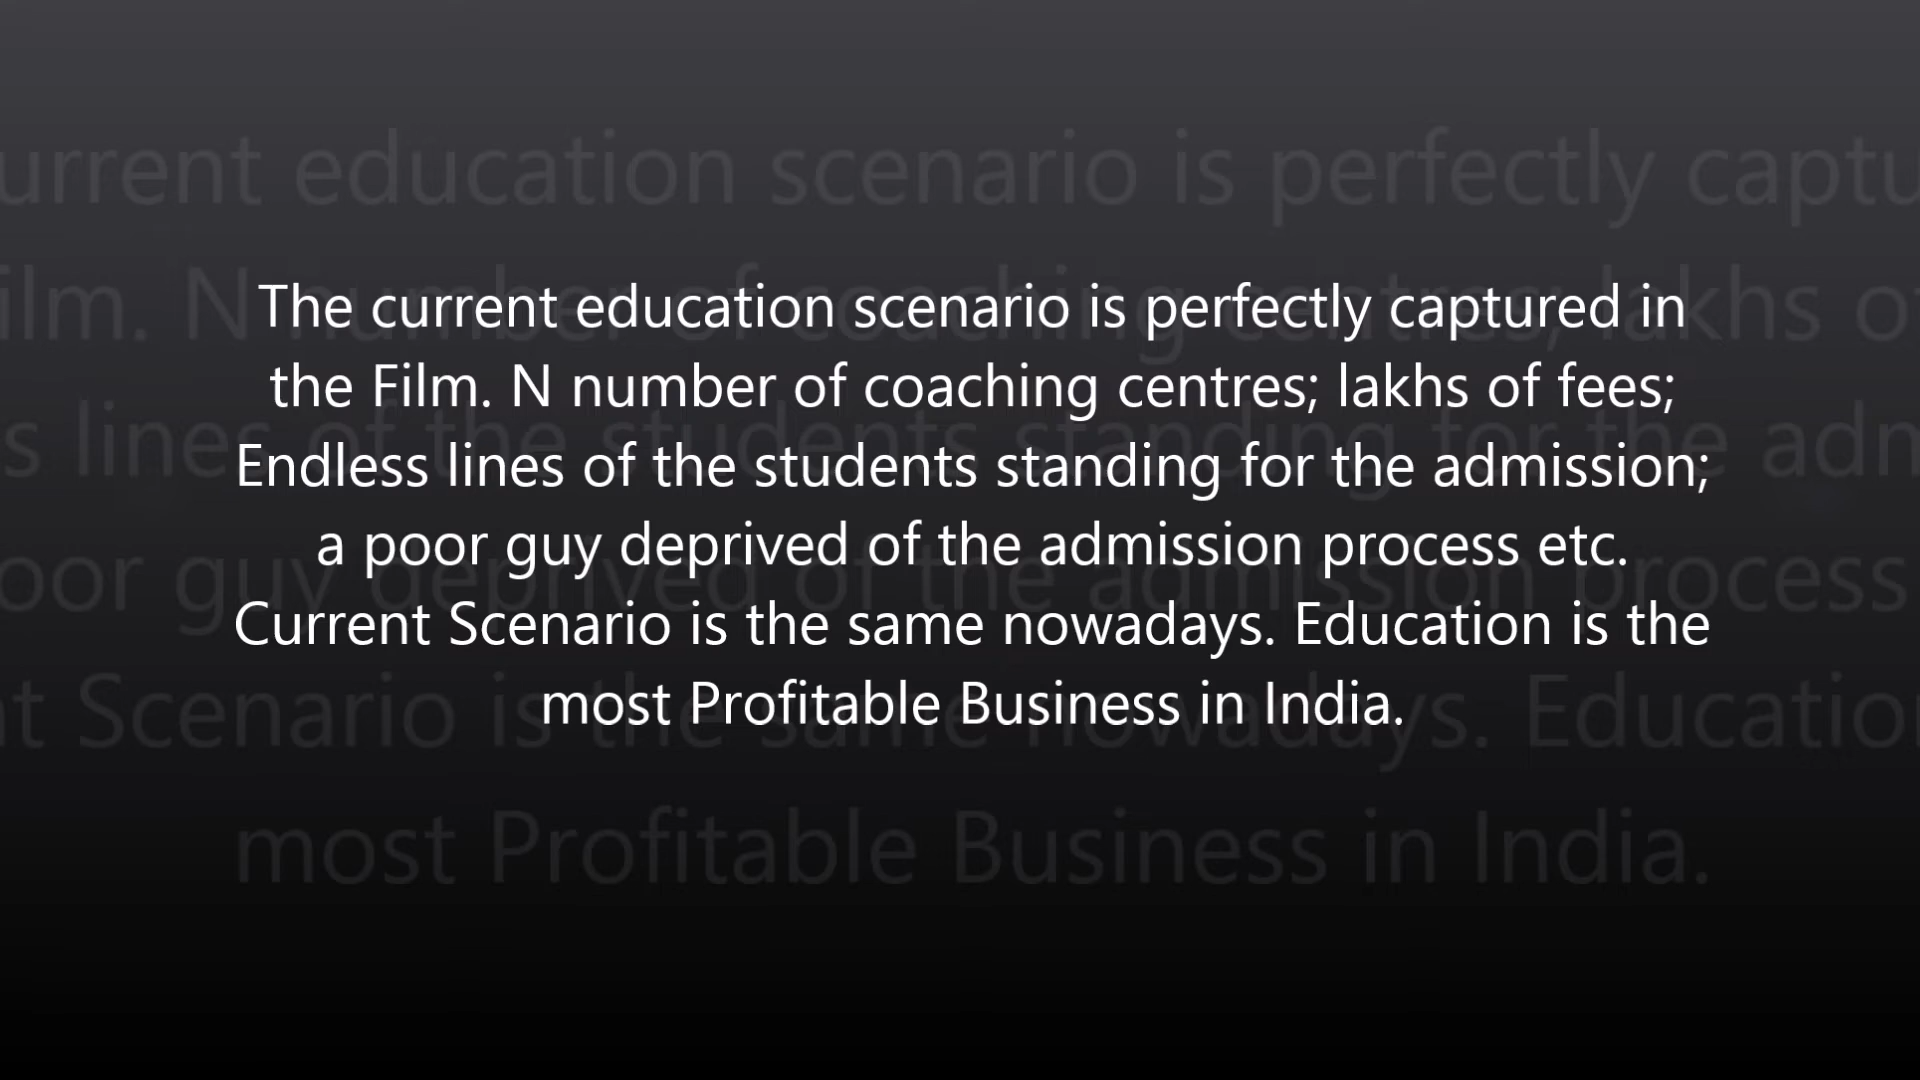 The current education scenario is perfectly captured in
the Film. N number of coaching centres; lakhs of fees;
Endless lines of the students standing for the admission;
a poor guy deprived of the admission process etc.
Current Scenario is the same nowadays. Education is the
most Profitable Business in India.